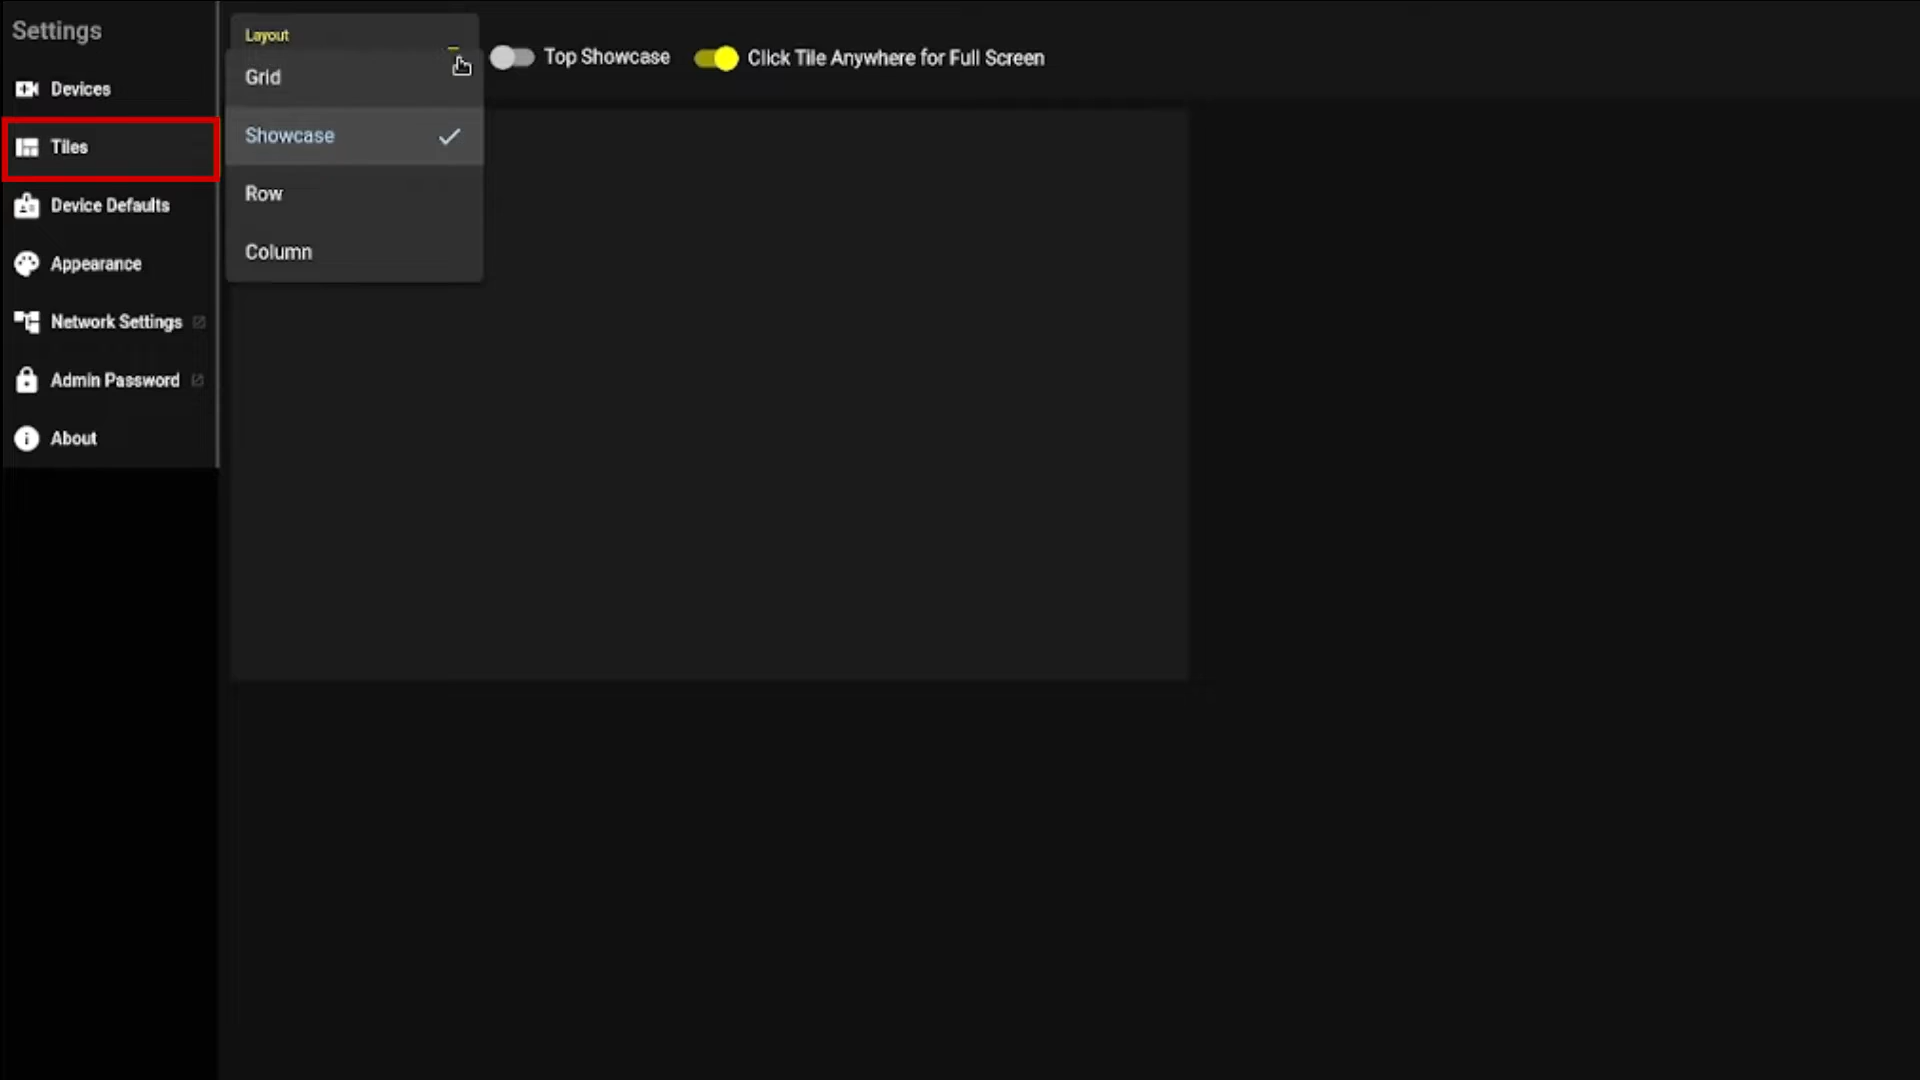 Settings
Devices
Tiles
Device Defaults
Appearance
Network Settings
Admin Password
About
Layout
Grid
Showcase
Row
Column
Top Showcase
Click Tile Anywhere for Full Screen